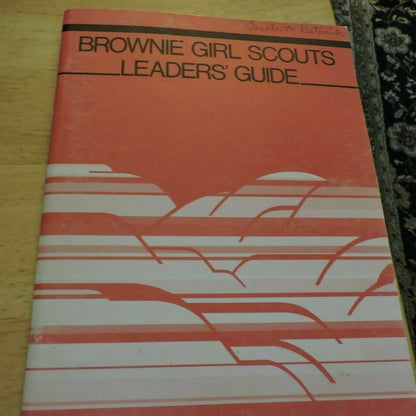 BROWNIE GIRL SCOUTS
LEADERS' GUIDE